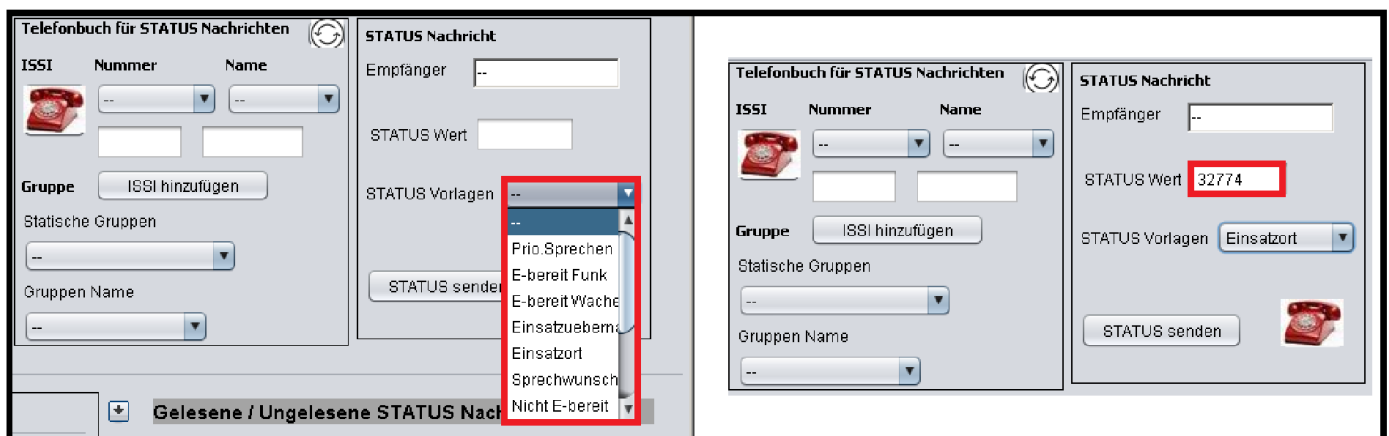 Telefonbuch für STATUS Nachrichten
ISSI Nummer Name
-- --
Gruppe ISSI hinzufügen
Statische Gruppen
--
Gruppen Name
--
STATUS Nachricht
Empfänger --
STATUS Wert
STATUS Vorlagen --
--
Prio.Sprechen
E-bereit Funk
E-bereit Wache
Einsatzort
Sprechwunsch
Nicht E-bereit
STATUS
Gelesene / Ungelesene STATUS
Telefonbuch für STATUS Nachrichten
ISSI Nummer Name
-- --
Gruppe ISSI hinzufügen
Statische Gruppen
--
Gruppen Name
--
STATUS Nachricht
Empfänger --
STATUS Wert 32774
STATUS Vorlagen Einsatzort
STATUS senden